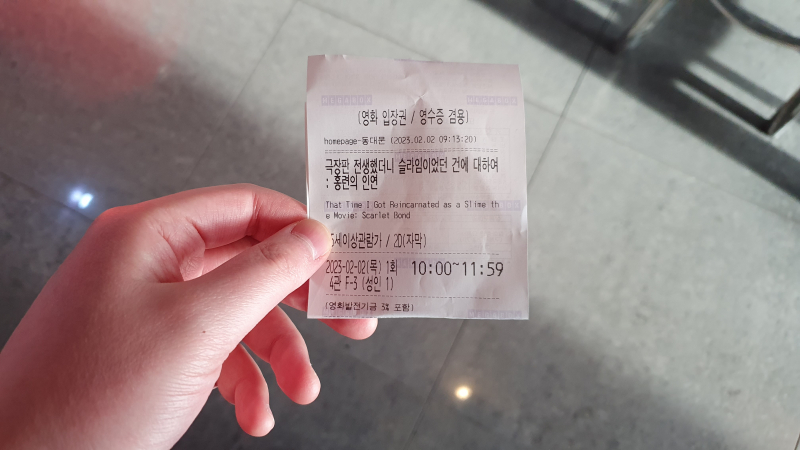 (영화 입장권 / 영수증 겸용)
homepage-동대문 (2023.02.02 09:13:20)
극장판 전생했더니 슬라임이었던 건에 대하여
: 홍련의 인연
That Time I Got Reincarnated as a Slime th
e Movie: Scarlet Bond
5세이상관람가 / 2D(자막)
2023-02-02(목) 1회 10:00~11:59
4관 F-3 (성인 1)
(영화발전기금 3% 포함)